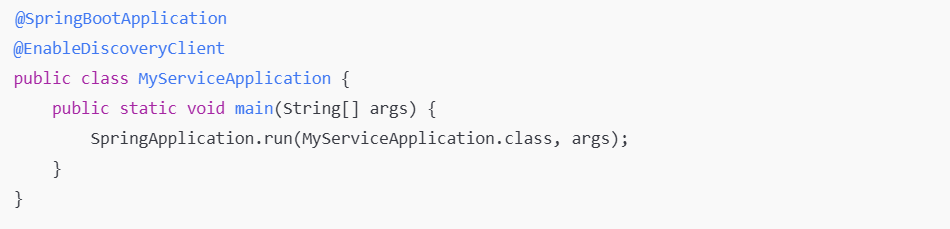 @SpringBootApplication
@EnableDiscoveryClient
public class MyServiceApplication {
    public static void main(String[] args) {
        SpringApplication.run(MyServiceApplication.class, args);
    }
}